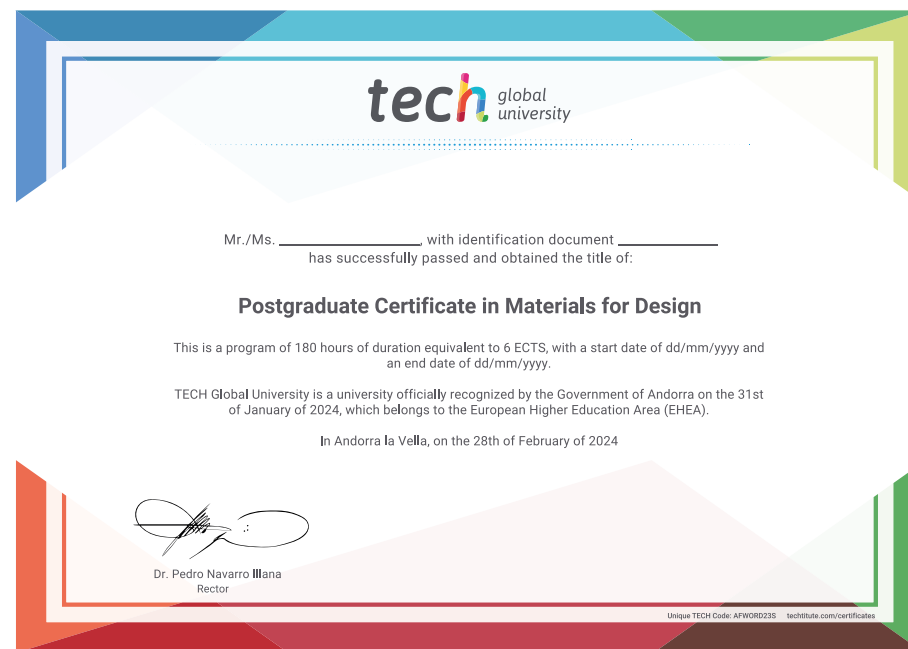 tech global university
Mr./Ms. ____________________, with identification document ______________
has successfully passed and obtained the title of:
Postgraduate Certificate in Materials for Design
This is a program of 180 hours of duration equivalent to 6 ECTS, with a start date of dd/mm/yyyy and
an end date of dd/mm/yyyy.
TECH Global University is a university officially recognized by the Government of Andorra on the 31st
of January of 2024, which belongs to the European Higher Education Area (EHEA).
In Andorra la Vella, on the 28th of February of 2024
Dr. Pedro Navarro Illana
Rector
Unique TECH Code: AFWORD23S techtitute.com/certificates